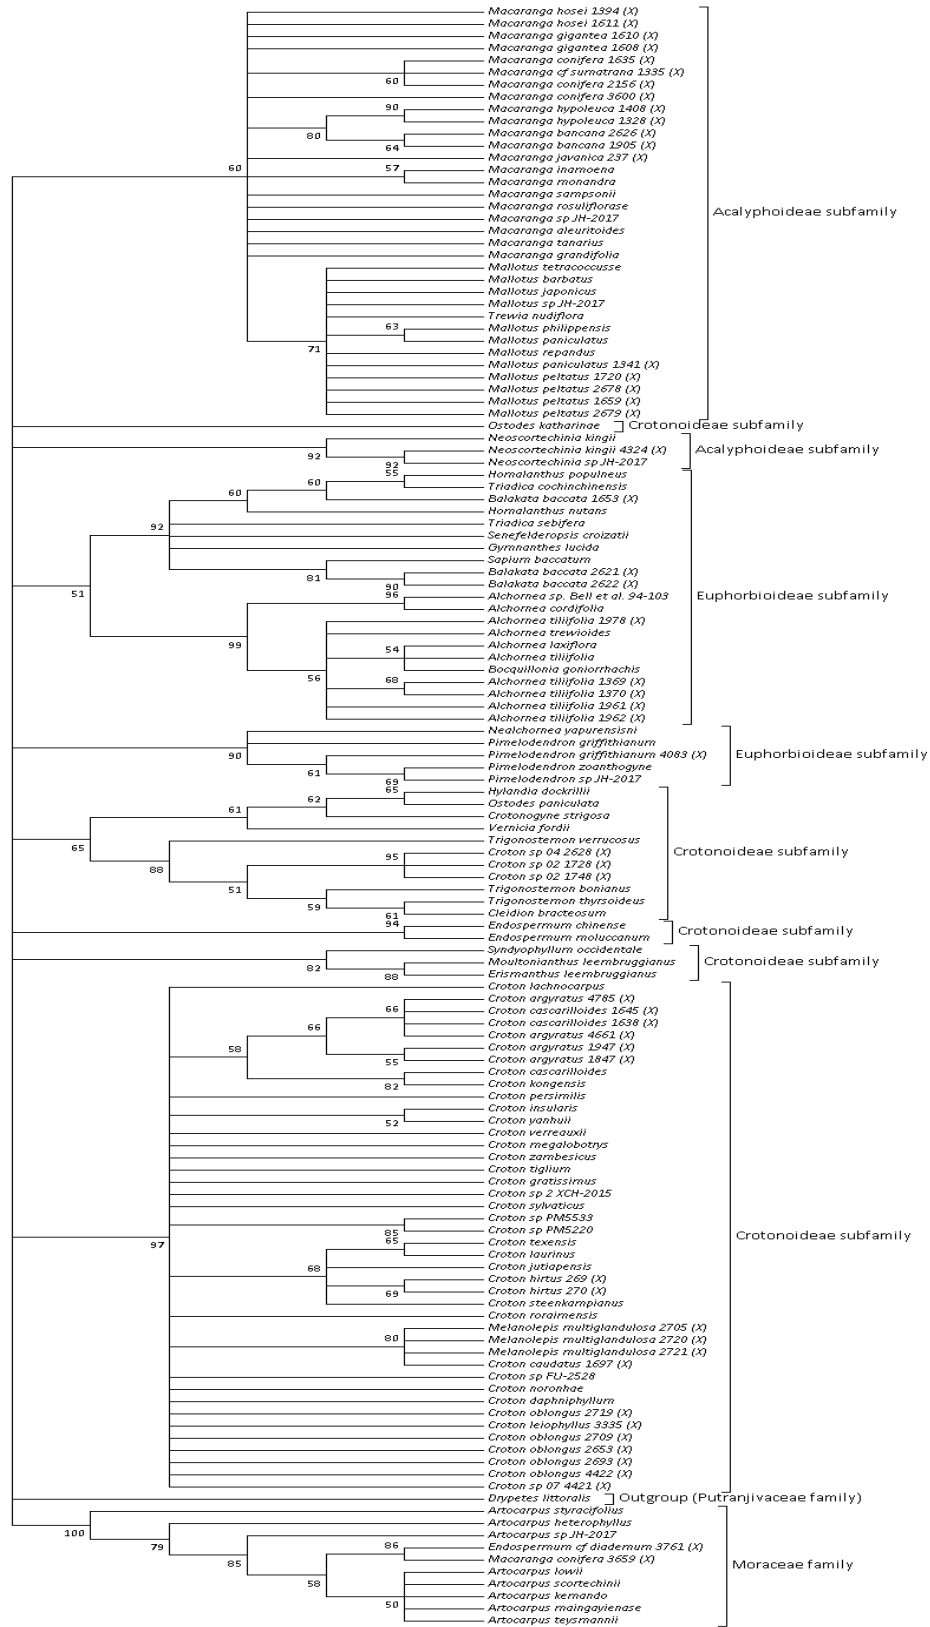 Macaranga hosei 1394 (X)
Macaranga hosei 1611 (X)
Macaranga gigantea 1610 (X)
Macaranga gigantea 1608 (X)
Macaranga conifera 1635 (X)
Macaranga cf sumatrana 1335 (X)
60 Macaranga conifera 2156 (X)
Macaranga conifera 3600 (X)
90 Macaranga hypoleuca 1408 (X)
Macaranga hypoleuca 1328 (X)
80 Macaranga bancana 2626 (X)
64 Macaranga bancana 1905 (X)
Macaranga javanica 237 (X)
60 57 Macaranga inamoena
Macaranga monandra
Macaranga sampsonii
Macaranga rosuliflorase
Macaranga sp JH-2017 Acalyphoideae subfamily
Macaranga aleuritoides
Macaranga tanarius
Macaranga grandifolia
Mallotus tetracoccusse
Mallotus barbatus
Mallotus japonicus
Mallotus sp JH-2017
Trewia nudiflora
63 Mallotus philippensis
Mallotus paniculatus
71 Mallotus repandus
Mallotus paniculatus 1341 (X)
Mallotus peltatus 1720 (X)
Mallotus peltatus 2678 (X)
Mallotus peltatus 1659 (X)
Mallotus peltatus 2679 (X)
Ostodes katharinae Crotonoideae subfamily
Neoscortechinia kingii
92 Neoscortechinia kingii 4324 (X) Acalyphoideae subfamily
92 Neoscortechinia sp JH-2017
55 Homalanthus populneus
60 Triadica cochinchinensis
60 Balakata baccata 1653 (X)
Homalanthus nutans
92 Triadica sebifera
Senefelderopsis croizatii
Gymnanthes lucida
Sapium baccatum
81 Balakata baccata 2621 (X)
90 Balakata baccata 2622 (X)
51 96 Alchornea sp. Bell et al. 94-103 Euphorbioideae subfamily
Alchornea cordifolia
Alchornea tiliifolia 1978 (X)
Alchornea trewioides
99 54 Alchornea laxiflora
Alchornea tiliifolia
Bocquillonia goniorrhachis
56 68 Alchornea tiliifolia 1369 (X)
Alchornea tiliifolia 1370 (X)
Alchornea tiliifolia 1961 (X)
Alchornea tiliifolia 1962 (X)
Nealchornea yapurensisni
Pimelodendron griffithianum
90 Pimelodendron griffithianum 4083 (X) Euphorbioideae subfamily
61 Pimelodendron zoanthogyne
69 Pimelodendron sp JH-2017
65 Hylandia dockrillii
62 Ostodes paniculata
61 Crotonogyne strigosa
Vernicia fordii
65 Trigonostemon verrucosus
95 Croton sp 04 2628 (X) Crotonoideae subfamily
88 Croton sp 02 1728 (X)
Croton sp 02 1748 (X)
51 Trigonostemon bonianus
59 Trigonostemon thyrsoideus
61 Cleidion bracteosum
94 Endospermum chinense Crotonoideae subfamily
Endospermum moluccanum
Syndyophyllum occidentale
82 Moultonianthus leembruggianus Crotonoideae subfamily
88 Erismanthus leembruggianus
Croton lachnocarpus
Croton argyratus 4785 (X)
66 Croton cascarilloides 1645 (X)
66 Croton cascarilloides 1638 (X)
Croton argyratus 4661 (X)
58 Croton argyratus 1947 (X)
55 Croton argyratus 1847 (X)
Croton cascarilloides
82 Croton kongensis
Croton persimilis
Croton insularis
52 Croton yanhuii
Croton verreauxii
Croton megalobotrys
Croton zambesicus
Croton tiglium
Croton gratissimus
Croton sp 2 XCH-2015
Croton sylvaticus
Croton sp PM5533
85 Croton sp PM5220 Crotonoideae subfamily
97 65 Croton texensis
Croton laurinus
68 Croton jutiapensis
Croton hirtus 269 (X)
69 Croton hirtus 270 (X)
Croton steenkampianus
Croton roraimensis
Melanolepis multiglandulosa 2705 (X)
80 Melanolepis multiglandulosa 2720 (X)
Melanolepis multiglandulosa 2721 (X)
Croton caudatus 1697 (X)
Croton sp FU-2528
Croton noronhae
Croton daphniphyllum
Croton oblongus 2719 (X)
Croton leiophyllus 3335 (X)
Croton oblongus 2709 (X)
Croton oblongus 2653 (X)
Croton oblongus 2693 (X)
Croton oblongus 4422 (X)
Croton sp 07 4421 (X)
Drypetes littoralis Outgroup (Putranjivaceae family)
Artocarpus styracifolius
100 Artocarpus heterophyllus
79 Artocarpus sp JH-2017
86 Endospermum cf diadenum 3761 (X)
85 Macaranga conifera 3659 (X) Moraceae family
Artocarpus lowii
58 Artocarpus scortechinii
Artocarpus kemando
50 Artocarpus maingayienase
Artocarpus teysmannii